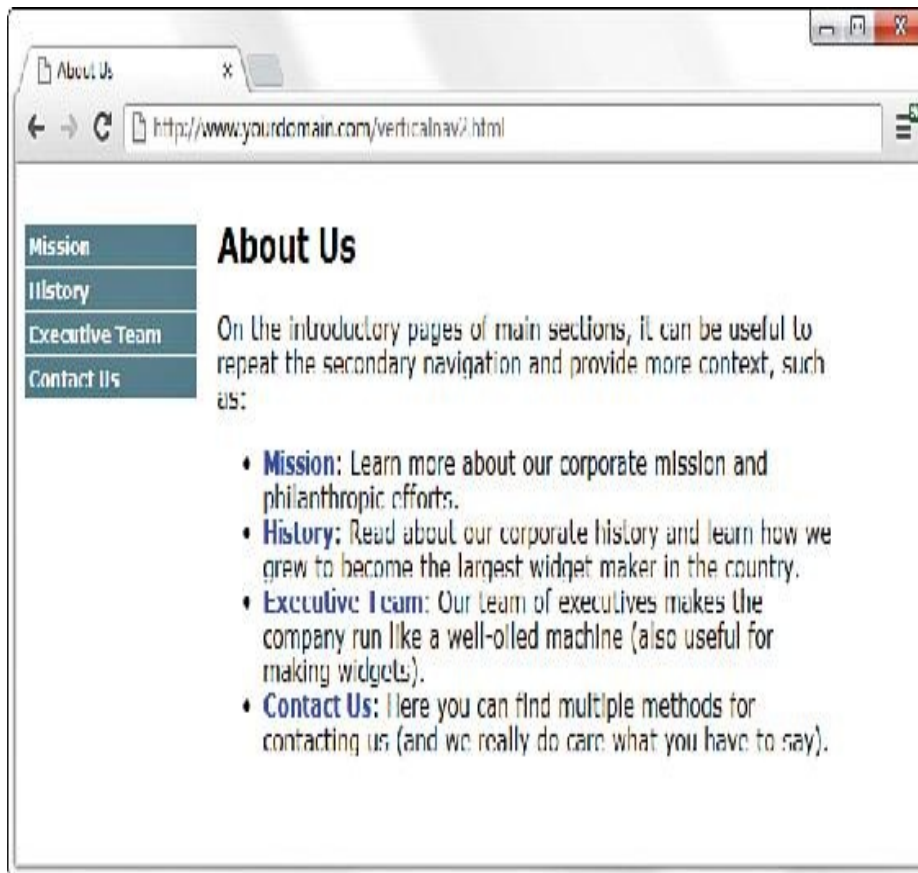 About Us
http://www.yourdomain.com/verticalnav2.html
Mission
History
Executive Team
Contact Us
About Us
On the introductory pages of main sections, it can be useful to
repeat the secondary navigation and provide more context, such
as:
• Mission: Learn more about our corporate mission and
philanthropic efforts.
• History: Read about our corporate history and learn how we
grew to become the largest widget maker in the country.
• Executive Team: Our team of executives makes the
company run like a well-oiled machine (also useful for
making widgets).
• Contact Us: Here you can find multiple methods for
contacting us (and we really do care what you have to say).